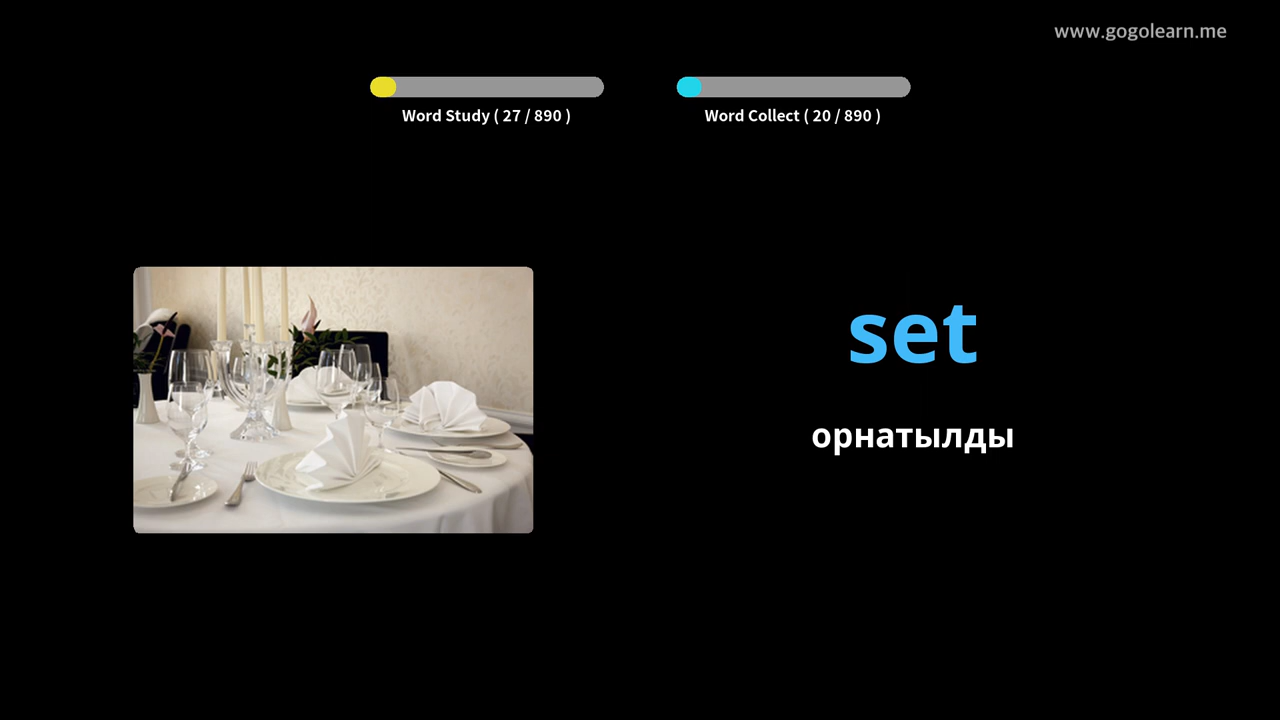 www.gogolearn.me
Word Study ( 27 / 890 )
Word Collect ( 20 / 890 )
set
орнатылды